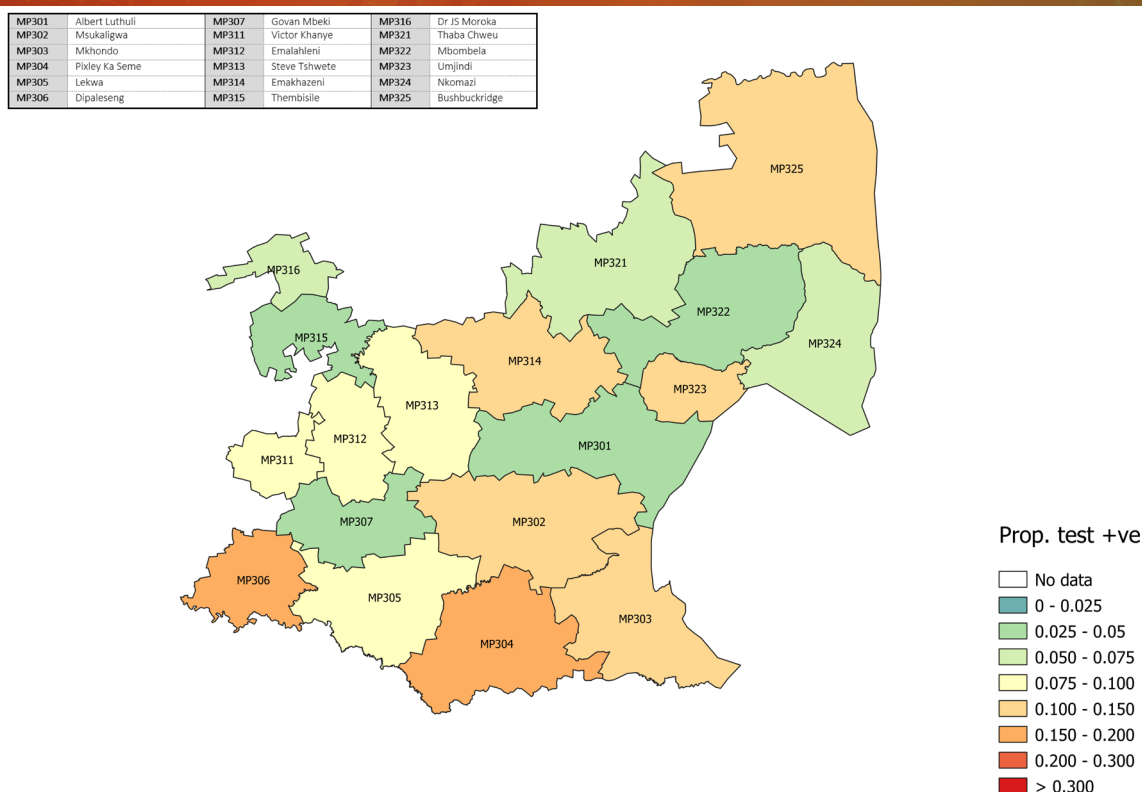 MP301 Albert Luthuli MP307 Govan Mbeki MP316 Dr JS Moroka
MP302 Msukaligwa MP311 Victor Khanye MP321 Thaba Chweu
MP303 Mkhondo MP312 Emalahleni MP322 Mbombela
MP304 Pixley Ka Seme MP313 Steve Tshwete MP323 Umjindi
MP305 Lekwa MP314 Emakhazeni MP324 Nkomazi
MP306 Dipaleseng MP315 Thembisile MP325 Bushbuckridge
MP325
MP321
MP316
MP322
MP315
MP324
MP314
MP323
MP313
MP312
MP301
MP311
MP307
MP302
MP306
MP305
MP303
MP304
Prop. test +ve
No data
0 - 0.025
0.025 - 0.05
0.050 - 0.075
0.075 - 0.100
0.100 - 0.150
0.150 - 0.200
0.200 - 0.300
> 0.300